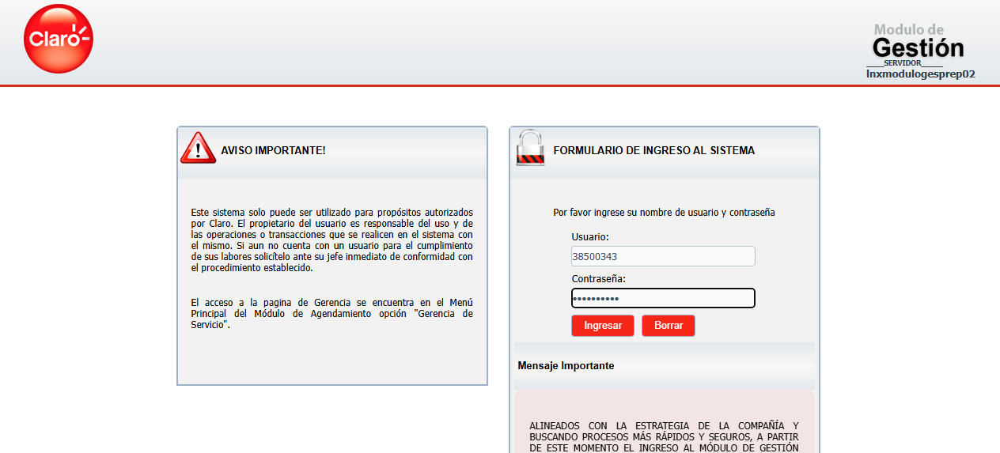 Claro
Modulo de
Gestión
____SERVIDOR_____
lnxmodulogesprep02
AVISO IMPORTANTE!
Este sistema solo puede ser utilizado para propósitos autorizados
por Claro. El propietario del usuario es responsable del uso y de
las operaciones o transacciones que se realicen en el sistema con
el mismo. Si aun no cuenta con un usuario para el cumplimiento
de sus labores solicítelo ante su jefe inmediato de conformidad con
el procedimiento establecido.
El acceso a la pagina de Gerencia se encuentra en el Menú
Principal del Módulo de Agendamiento opción "Gerencia de
Servicio".
FORMULARIO DE INGRESO AL SISTEMA
Por favor ingrese su nombre de usuario y contraseña
Usuario:
38500343
Contraseña:
••••••••••
Ingresar Borrar
Mensaje Importante
ALINEADOS CON LA ESTRATEGIA DE LA COMPAÑÍA Y
BUSCANDO PROCESOS MÁS RÁPIDOS Y SEGUROS, A PARTIR
DE ESTE MOMENTO EL INGRESO AL MÓDULO DE GESTIÓN